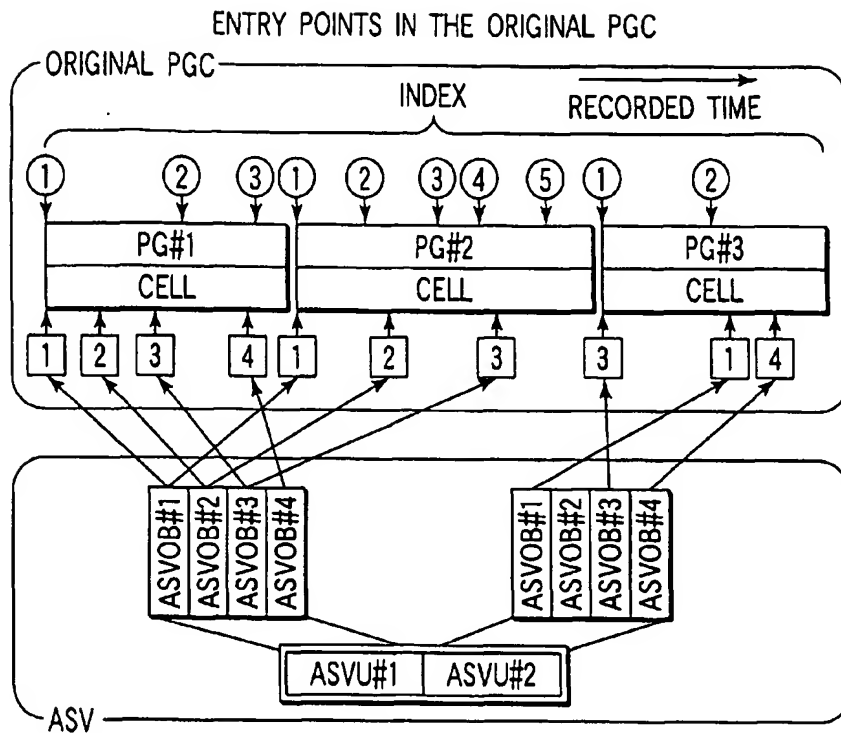 ENTRY POINTS IN THE ORIGINAL PGC
ORIGINAL PGC
INDEX
RECORDED TIME
1 2 3 1 2 3 4 5 1 2
PG#1 PG#2 PG#3
CELL CELL CELL
1 2 3 4 1 2 3 3 1 4
ASVOB#1 ASVOB#2 ASVOB#3 ASVOB#4 ASVOB#1 ASVOB#2 ASVOB#3 ASVOB#4
ASVU#1 ASVU#2
ASV